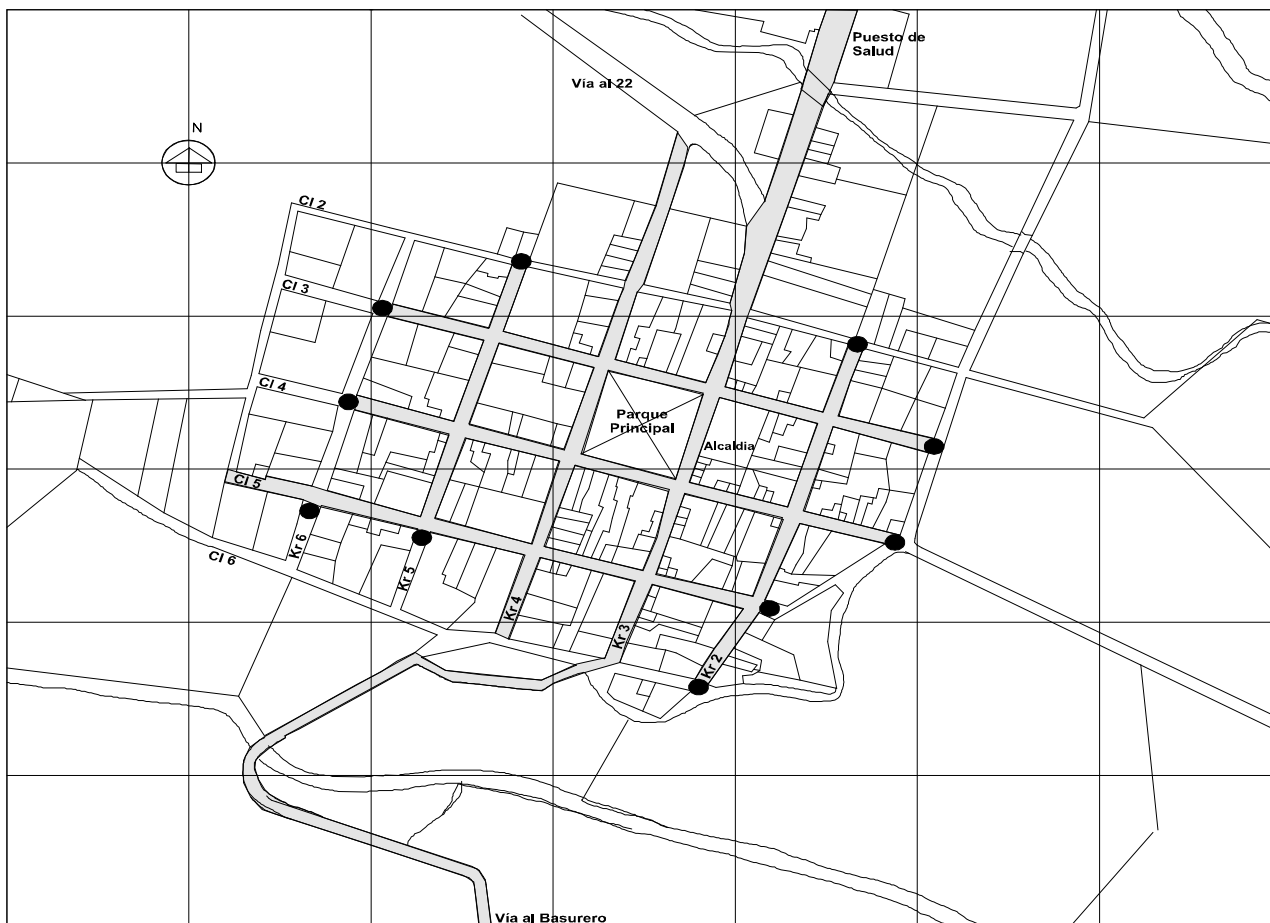 Puesto de
Salud
Vía al 22
N
Cl 2
Cl 3
Cl 4
Parque
Principal
Alcaldia
Cl 5
Cl 6
Kr 6
Kr 5
Kr 4
Kr 3
Kr 2
Vía al Basurero